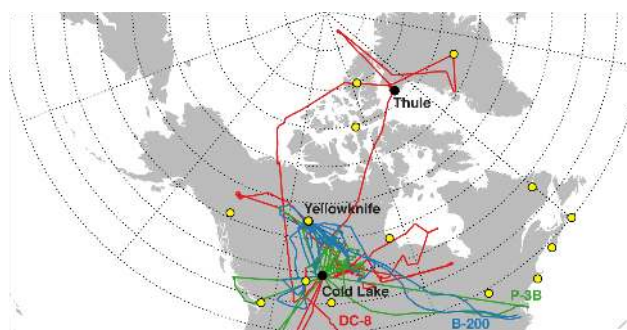 Thule
Yellowknife
Cold Lake
P-3B
DC-8
B-200